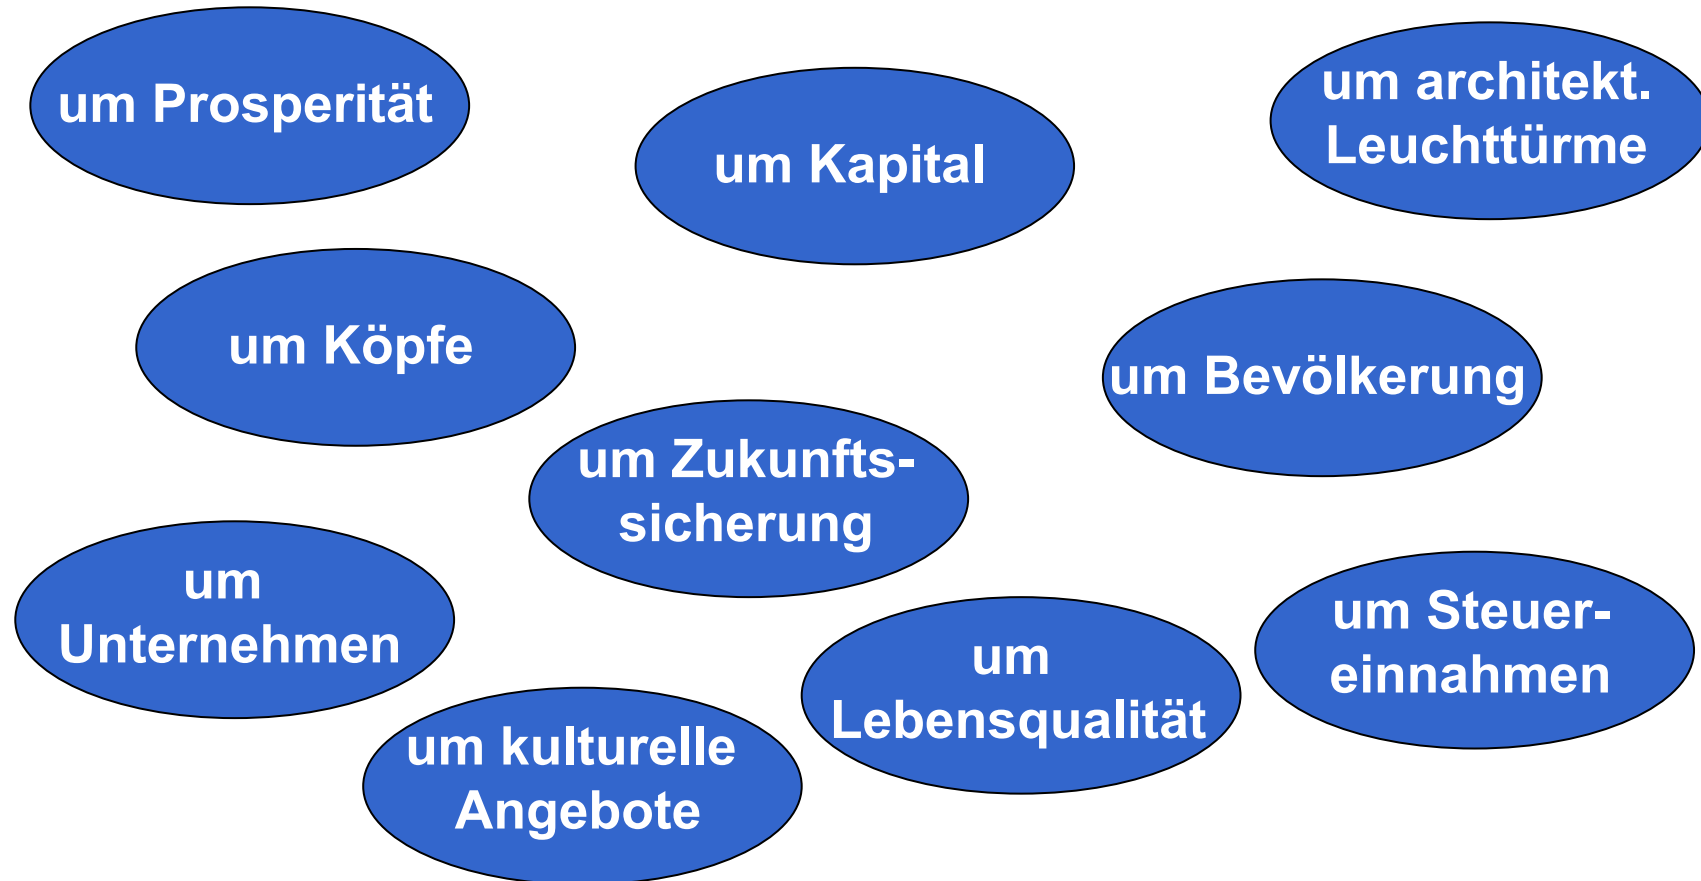 um Prosperität
um Kapital
um architekt.
Leuchttürme
um Köpfe
um Bevölkerung
um Zukunfts-
sicherung
um
Unternehmen
um Steuer-
einnahmen
um
Lebensqualität
um kulturelle
Angebote